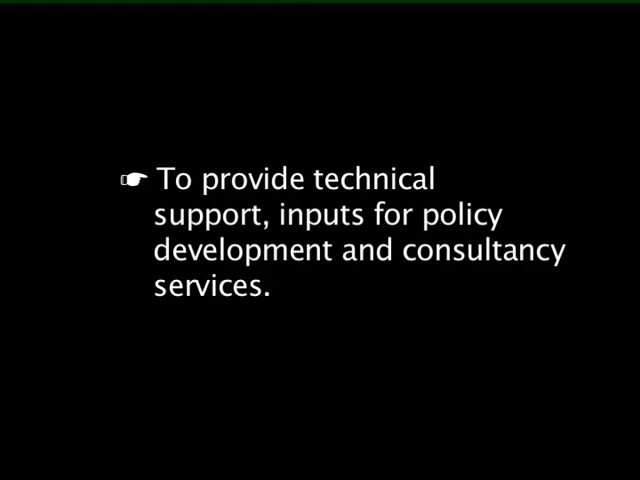 ☛ To provide technical
support, inputs for policy
development and consultancy
services.